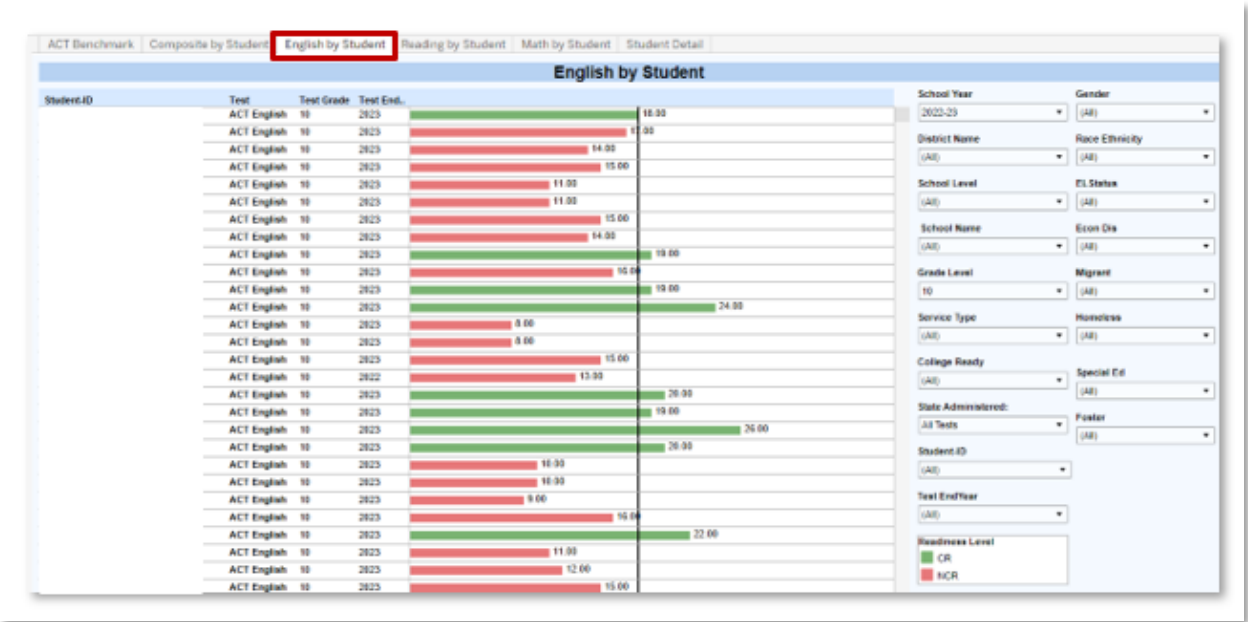 ACT Benchmark Composite by Student English by Student Reading by Student Math by Student Student Detail
English by Student
Student-ID Test Test Grade Test End..
ACT English 10 2023 18.00
ACT English 10 2023 17.00
ACT English 10 2023 14.00
ACT English 10 2023 15.00
ACT English 10 2023 11.00
ACT English 10 2023 11.00
ACT English 10 2023 15.00
ACT English 10 2023 14.00
ACT English 10 2023 19.00
ACT English 10 2023 16.00
ACT English 10 2023 19.00
ACT English 10 2023 24.00
ACT English 10 2023 8.00
ACT English 10 2023 8.00
ACT English 10 2023 15.00
ACT English 10 2022 13.00
ACT English 10 2023 20.00
ACT English 10 2023 19.00
ACT English 10 2023 26.00
ACT English 10 2023 20.00
ACT English 10 2023 10.00
ACT English 10 2023 10.00
ACT English 10 2023 9.00
ACT English 10 2023 16.00
ACT English 10 2023 22.00
ACT English 10 2023 11.00
ACT English 10 2023 12.00
ACT English 10 2023 15.00
School Year Gender
2022-23 (All)
District Name Race Ethnicity
(All) (All)
School Level EL Status
(All) (All)
School Name Econ Dis
(All) (All)
Grade Level Migrant
10 (All)
Service Type Homeless
(All) (All)
College Ready Special Ed
(All) (All)
State Administered: Foster
All Tests (All)
Student-ID
(All)
Test EndYear
(All)
Readiness Level
CR
NCR